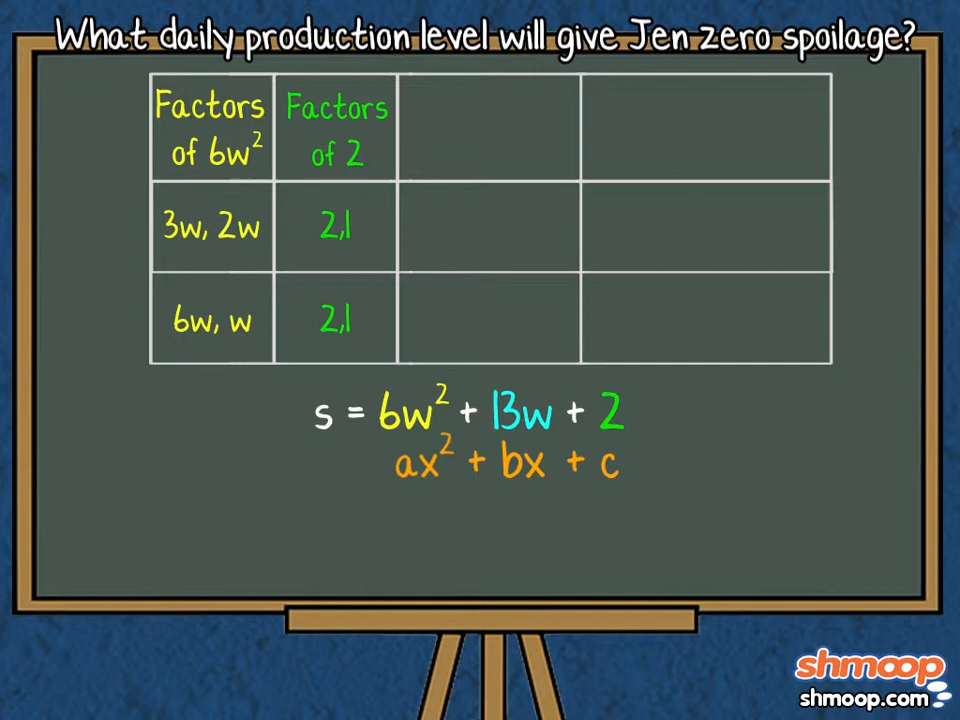 What daily production level will give Jen zero spoilage?
Factors of 6w² Factors of 2
3w, 2w 2,1
6w, w 2,1
s = 6w² + 13w + 2
ax² + bx + c
shmoop
shmoop.com